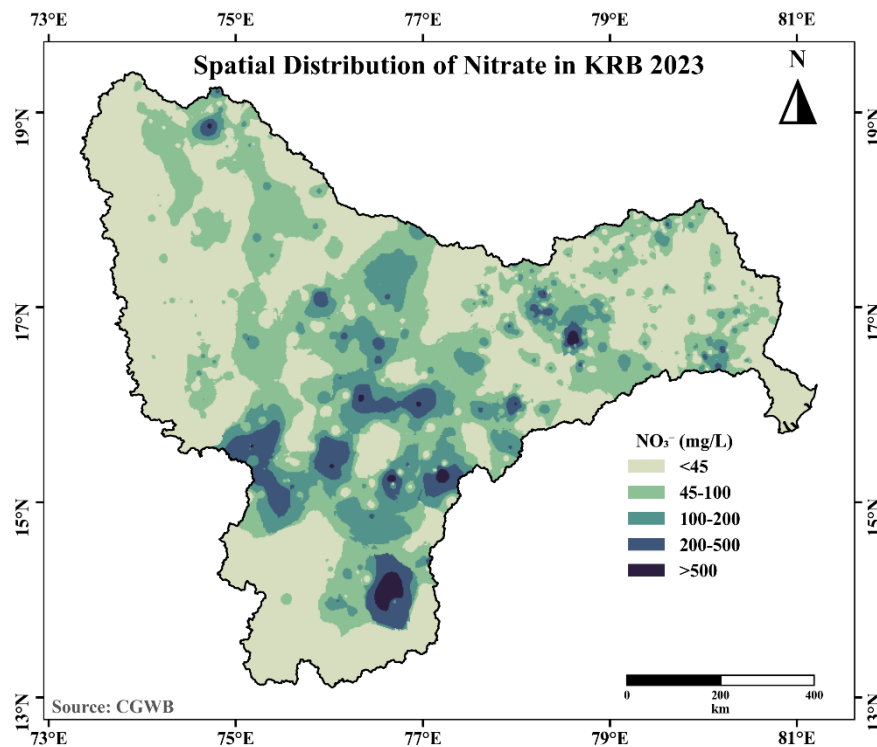 73°E 75°E 77°E 79°E 81°E
Spatial Distribution of Nitrate in KRB 2023
N
19°N 19°N
17°N 17°N
NO₃⁻ (mg/L)
<45
45-100
15°N 15°N
100-200
200-500
>500
0 200 400
km
Source: CGWB
13°N 13°N
73°E 75°E 77°E 79°E 81°E